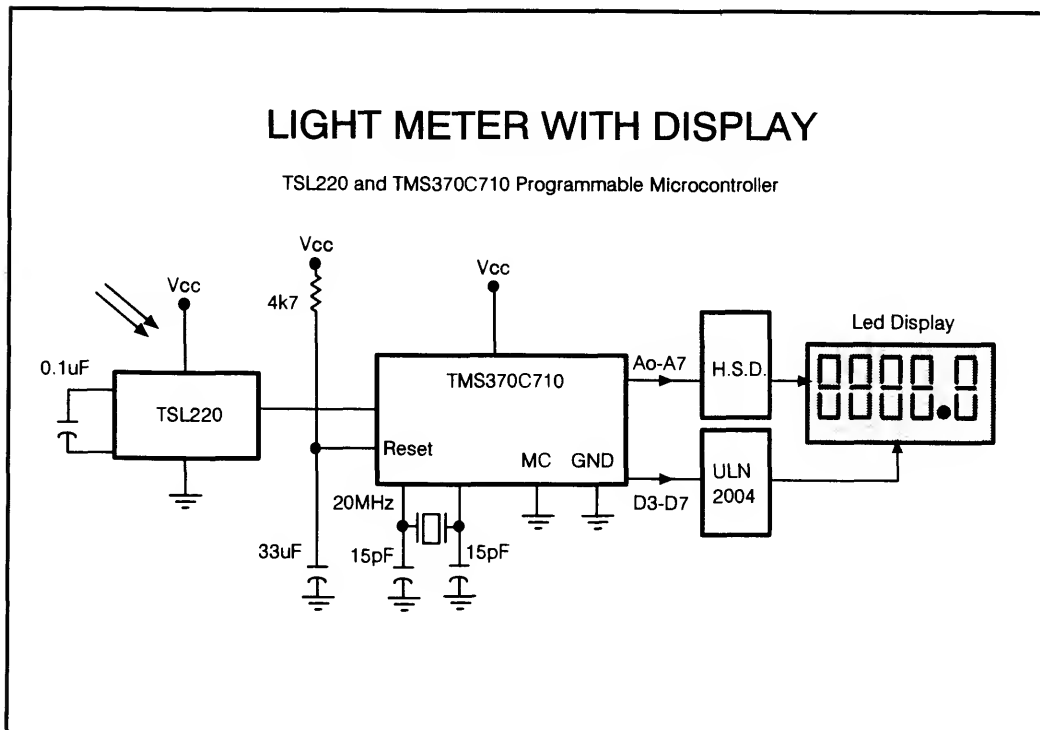 LIGHT METER WITH DISPLAY
TSL220 and TMS370C710 Programmable Microcontroller
Vcc
Vcc
Vcc
4k7
0.1uF
TSL220
TMS370C710
Reset
MC GND
Ao-A7
H.S.D.
Led Display
ULN
2004
D3-D7
20MHz
33uF
15pF
15pF